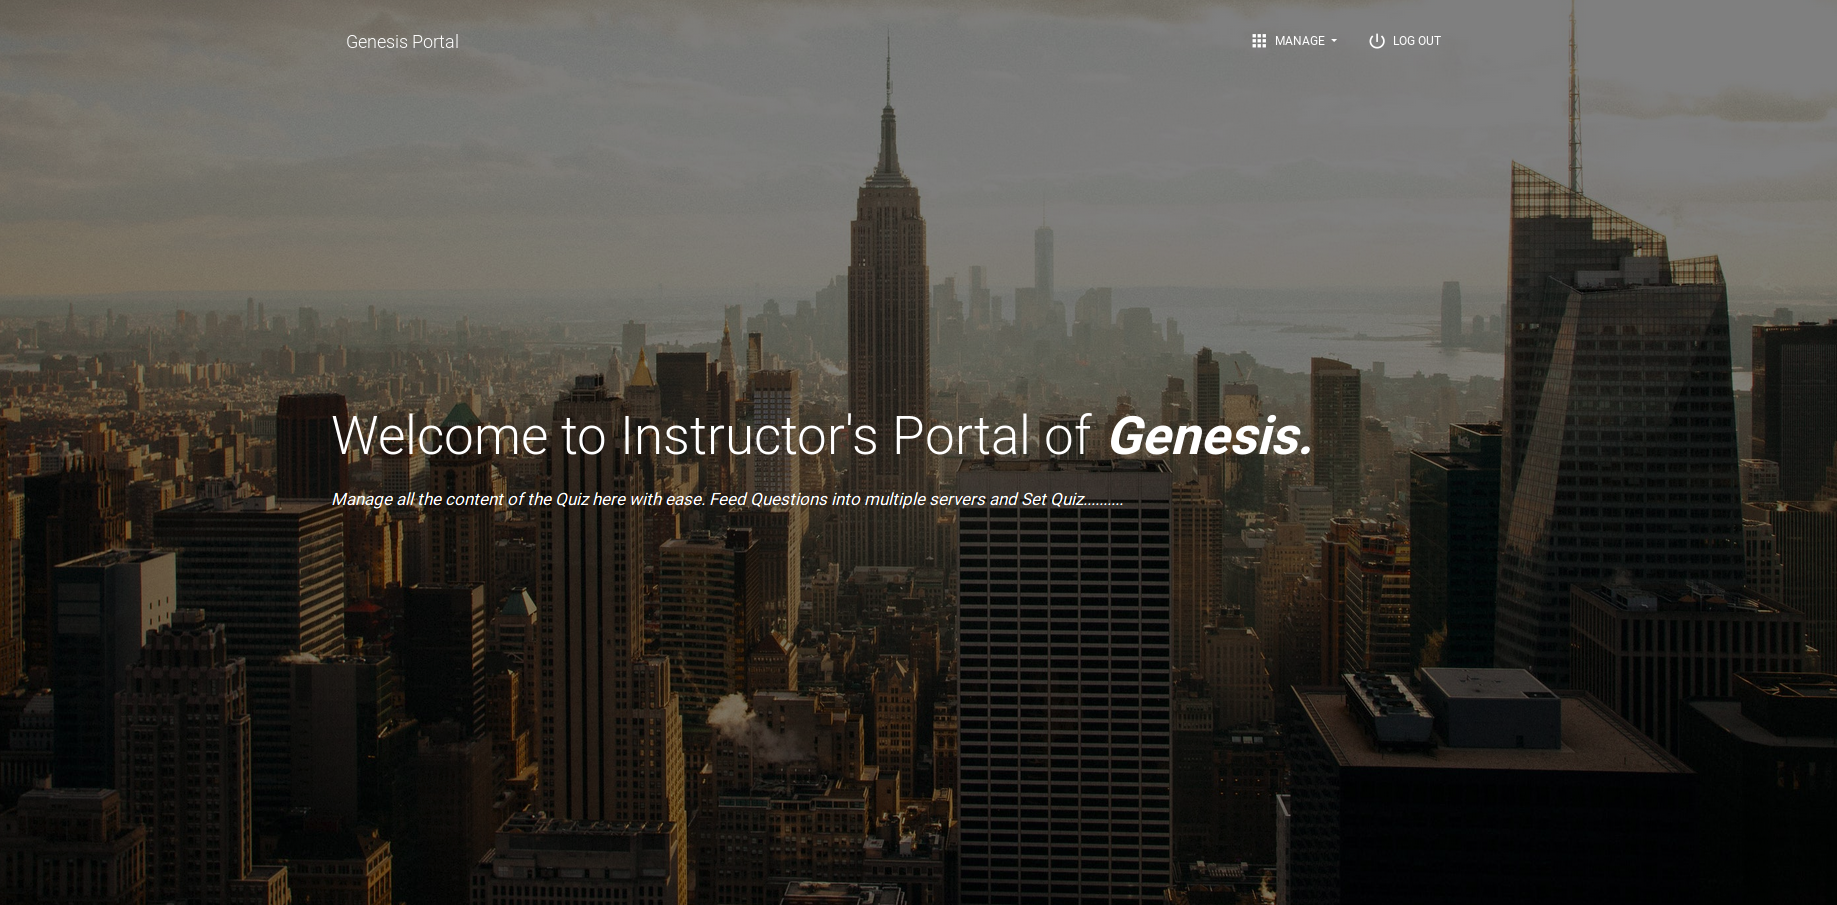 Genesis Portal
MANAGE
LOG OUT
Welcome to Instructor's Portal of Genesis.
Manage all the content of the Quiz here with ease. Feed Questions into multiple servers and Set Quiz..........